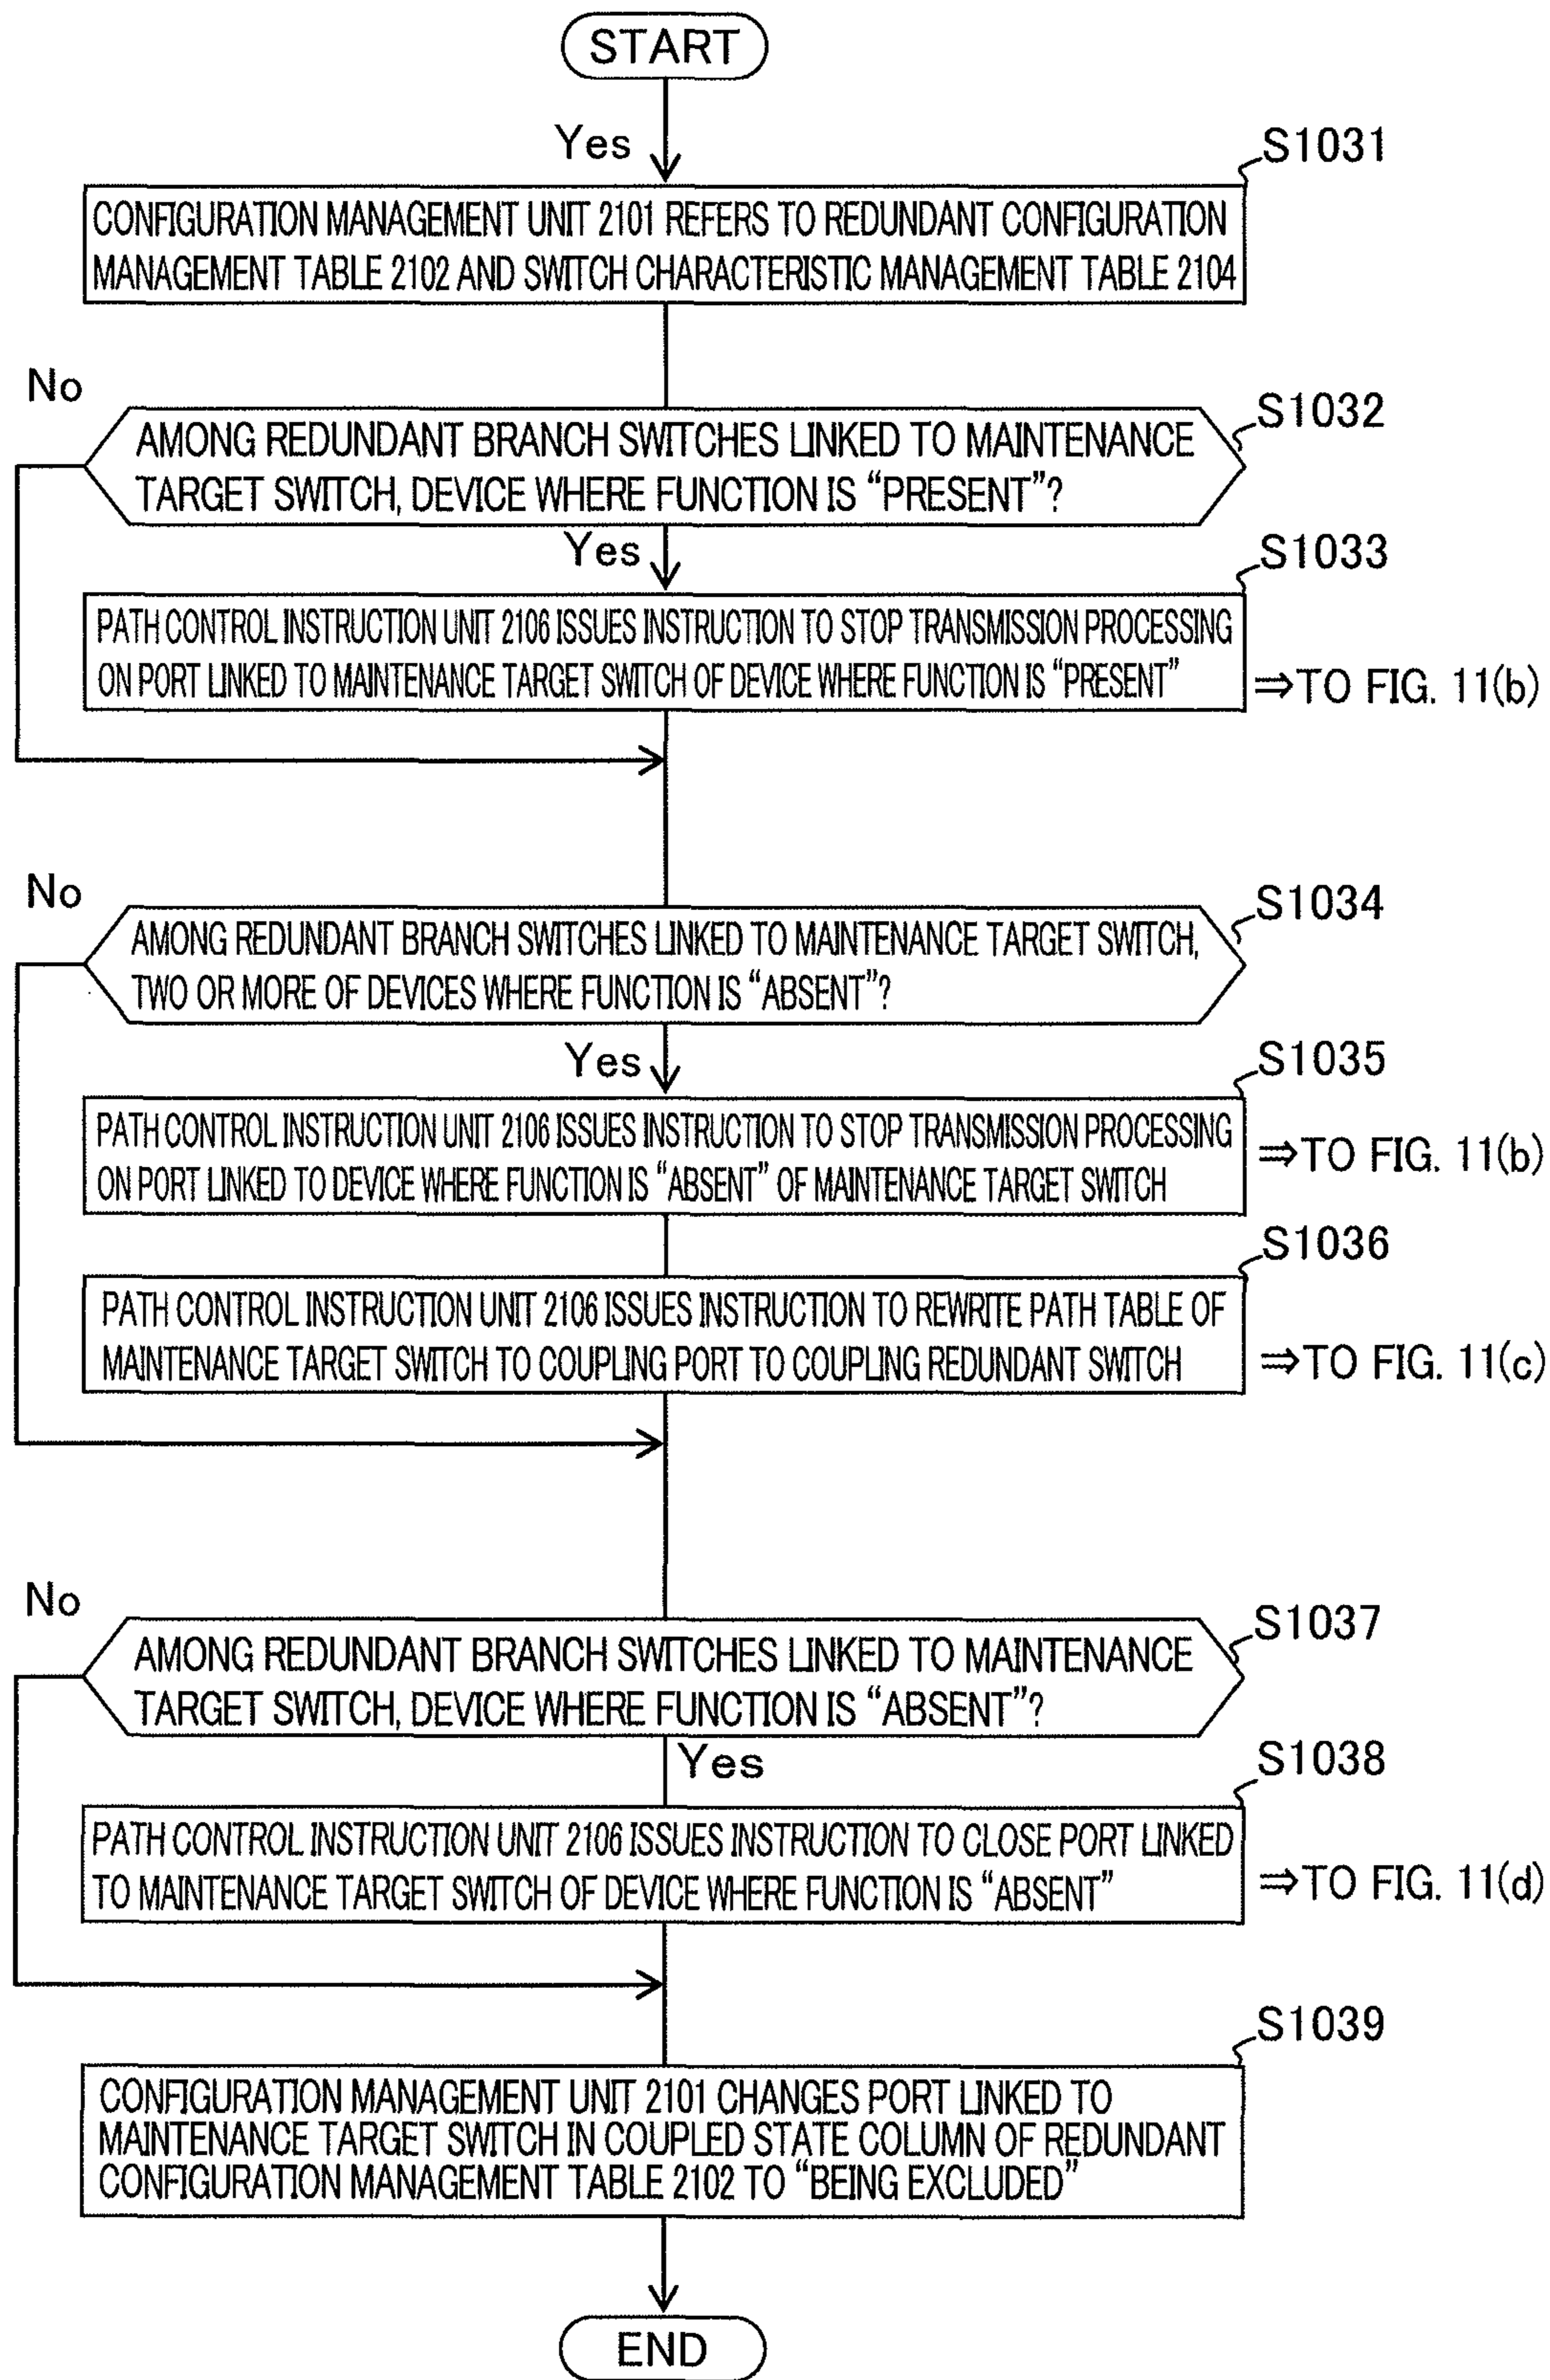 START
Yes
S1031
CONFIGURATION MANAGEMENT UNIT 2101 REFERS TO REDUNDANT CONFIGURATION
MANAGEMENT TABLE 2102 AND SWITCH CHARACTERISTIC MANAGEMENT TABLE 2104
No
S1032
AMONG REDUNDANT BRANCH SWITCHES LINKED TO MAINTENANCE
TARGET SWITCH, DEVICE WHERE FUNCTION IS “PRESENT”?
Yes
S1033
PATH CONTROL INSTRUCTION UNIT 2106 ISSUES INSTRUCTION TO STOP TRANSMISSION PROCESSING
ON PORT LINKED TO MAINTENANCE TARGET SWITCH OF DEVICE WHERE FUNCTION IS “PRESENT”
⇒TO FIG. 11(b)
No
S1034
AMONG REDUNDANT BRANCH SWITCHES LINKED TO MAINTENANCE TARGET SWITCH,
TWO OR MORE OF DEVICES WHERE FUNCTION IS “ABSENT”?
Yes
S1035
PATH CONTROL INSTRUCTION UNIT 2106 ISSUES INSTRUCTION TO STOP TRANSMISSION PROCESSING
ON PORT LINKED TO DEVICE WHERE FUNCTION IS “ABSENT” OF MAINTENANCE TARGET SWITCH
⇒TO FIG. 11(b)
S1036
PATH CONTROL INSTRUCTION UNIT 2106 ISSUES INSTRUCTION TO REWRITE PATH TABLE OF
MAINTENANCE TARGET SWITCH TO COUPLING PORT TO COUPLING REDUNDANT SWITCH
⇒TO FIG. 11(c)
No
S1037
AMONG REDUNDANT BRANCH SWITCHES LINKED TO MAINTENANCE
TARGET SWITCH, DEVICE WHERE FUNCTION IS “ABSENT”?
Yes
S1038
PATH CONTROL INSTRUCTION UNIT 2106 ISSUES INSTRUCTION TO CLOSE PORT LINKED
TO MAINTENANCE TARGET SWITCH OF DEVICE WHERE FUNCTION IS “ABSENT”
⇒TO FIG. 11(d)
S1039
CONFIGURATION MANAGEMENT UNIT 2101 CHANGES PORT LINKED TO
MAINTENANCE TARGET SWITCH IN COUPLED STATE COLUMN OF REDUNDANT
CONFIGURATION MANAGEMENT TABLE 2102 TO “BEING EXCLUDED”
END